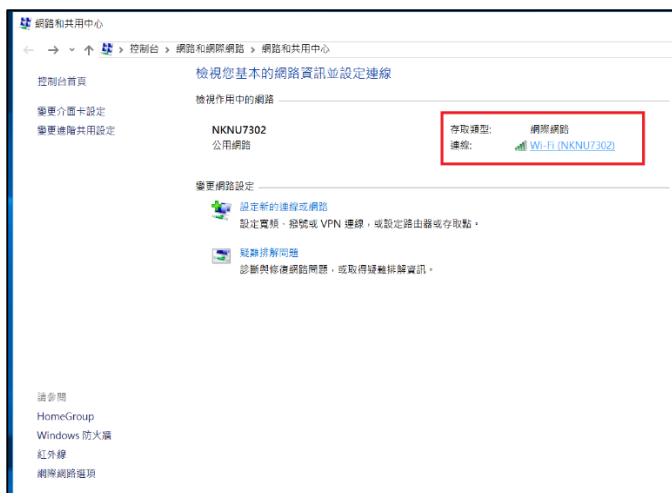 網路和共用中心
控制台 > 網路和網際網路 > 網路和共用中心
控制台首頁
變更介面卡設定
變更進階共用設定
檢視您基本的網路資訊並設定連線
檢視作用中的網路
NKNU7302
公用網路
存取類型: 網際網路
連線: Wi-Fi (NKNU7302)
變更網路設定
設定新的連線或網路
設定寬頻、撥號或 VPN 連線，或設定路由器或存取點。
疑難排解問題
診斷與修復網路問題，或取得疑難排解資訊。
請參閱
HomeGroup
Windows 防火牆
紅外線
網際網路選項